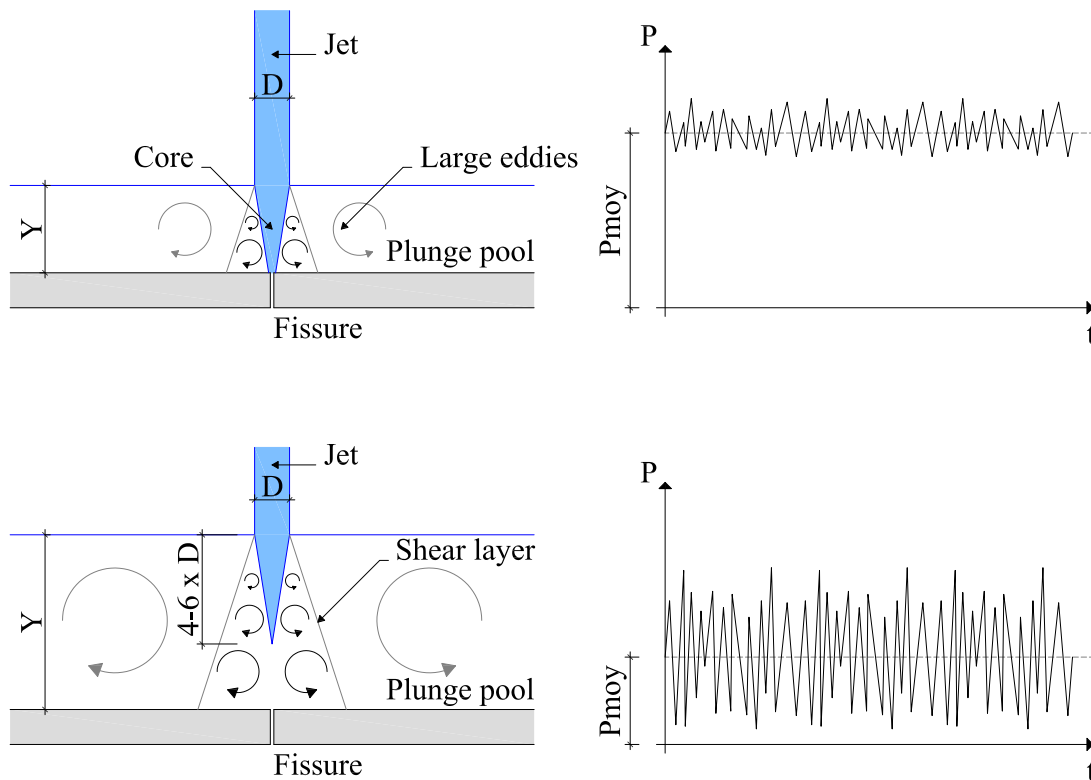 Jet
D
Core
Large eddies
Y
Plunge pool
Fissure
P
Pmoy
t
Jet
D
Shear layer
4-6 x D
Y
Plunge pool
Fissure
P
Pmoy
t